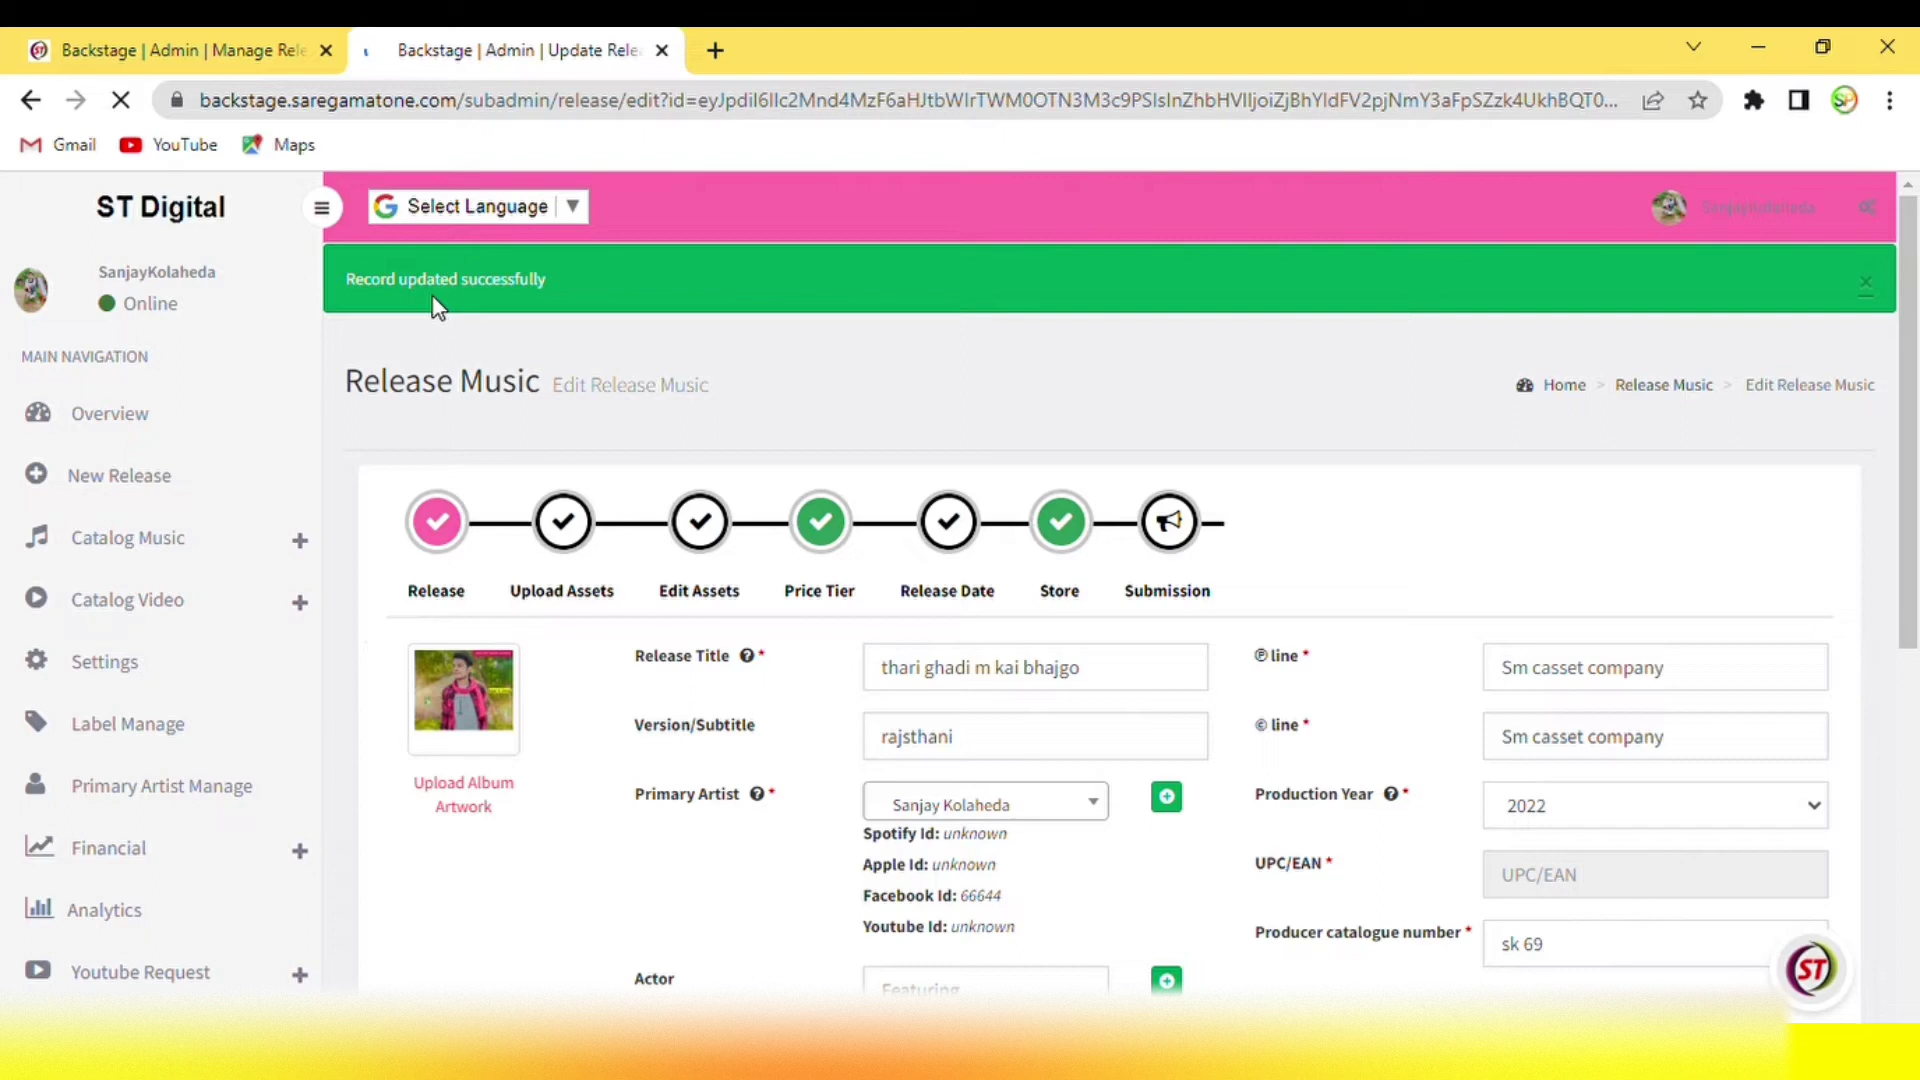 Backstage | Admin | Manage Rele
Backstage | Admin | Update Rele
backstage.saregamatone.com/subadmin/release/edit?id=eyJpdiI6Ilc2Mnd4MzF6aHJtbWIrTWM0OTN3M3c9PSIsInZhbHVlIjoiZjBhYldFV2pjNmY3aFpSZzk4UkhBQT0...
Gmail
YouTube
Maps
ST Digital
Select Language
SanjayKolaheda
SanjayKolaheda
Online
Record updated successfully
MAIN NAVIGATION
Overview
New Release
Catalog Music
Catalog Video
Settings
Label Manage
Primary Artist Manage
Financial
Analytics
Youtube Request
Release Music Edit Release Music
Home > Release Music > Edit Release Music
Release
Upload Assets
Edit Assets
Price Tier
Release Date
Store
Submission
Upload Album
Artwork
Release Title *
thari ghadi m kai bhajgo
Version/Subtitle
rajsthani
Primary Artist *
Sanjay Kolaheda
Spotify Id: unknown
Apple Id: unknown
Facebook Id: 66644
Youtube Id: unknown
Actor
Featuring
℗ line *
Sm casset company
© line *
Sm casset company
Production Year *
2022
UPC/EAN *
UPC/EAN
Producer catalogue number *
sk 69
ST